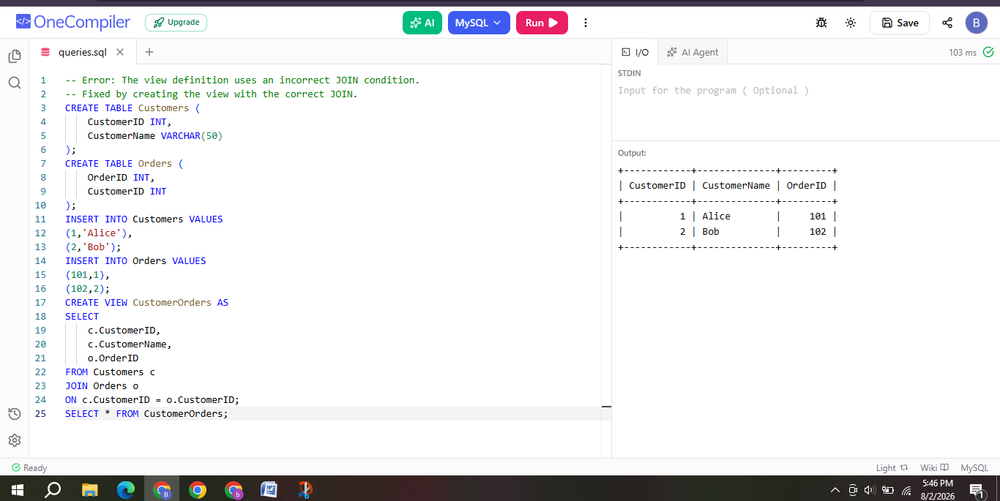 </> OneCompiler
Upgrade
AI
MySQL
Run
Save
B
queries.sql
I/O
AI Agent
103 ms
1 -- Error: The view definition uses an incorrect JOIN condition.
2 -- Fixed by creating the view with the correct JOIN.
3 CREATE TABLE Customers (
4     CustomerID INT,
5     CustomerName VARCHAR(50)
6 );
7 CREATE TABLE Orders (
8     OrderID INT,
9     CustomerID INT
10 );
11 INSERT INTO Customers VALUES
12 (1,'Alice'),
13 (2,'Bob');
14 INSERT INTO Orders VALUES
15 (101,1),
16 (102,2);
17 CREATE VIEW CustomerOrders AS
18 SELECT
19     c.CustomerID,
20     c.CustomerName,
21     o.OrderID
22 FROM Customers c
23 JOIN Orders o
24 ON c.CustomerID = o.CustomerID;
25 SELECT * FROM CustomerOrders;
STDIN
Input for the program ( Optional )
Output:
+------------+--------------+---------+
| CustomerID | CustomerName | OrderID |
+------------+--------------+---------+
|          1 | Alice        |     101 |
|          2 | Bob          |     102 |
+------------+--------------+---------+
Ready
Light
Wiki
MySQL
B
b
W
5:46 PM
8/2/2026
1